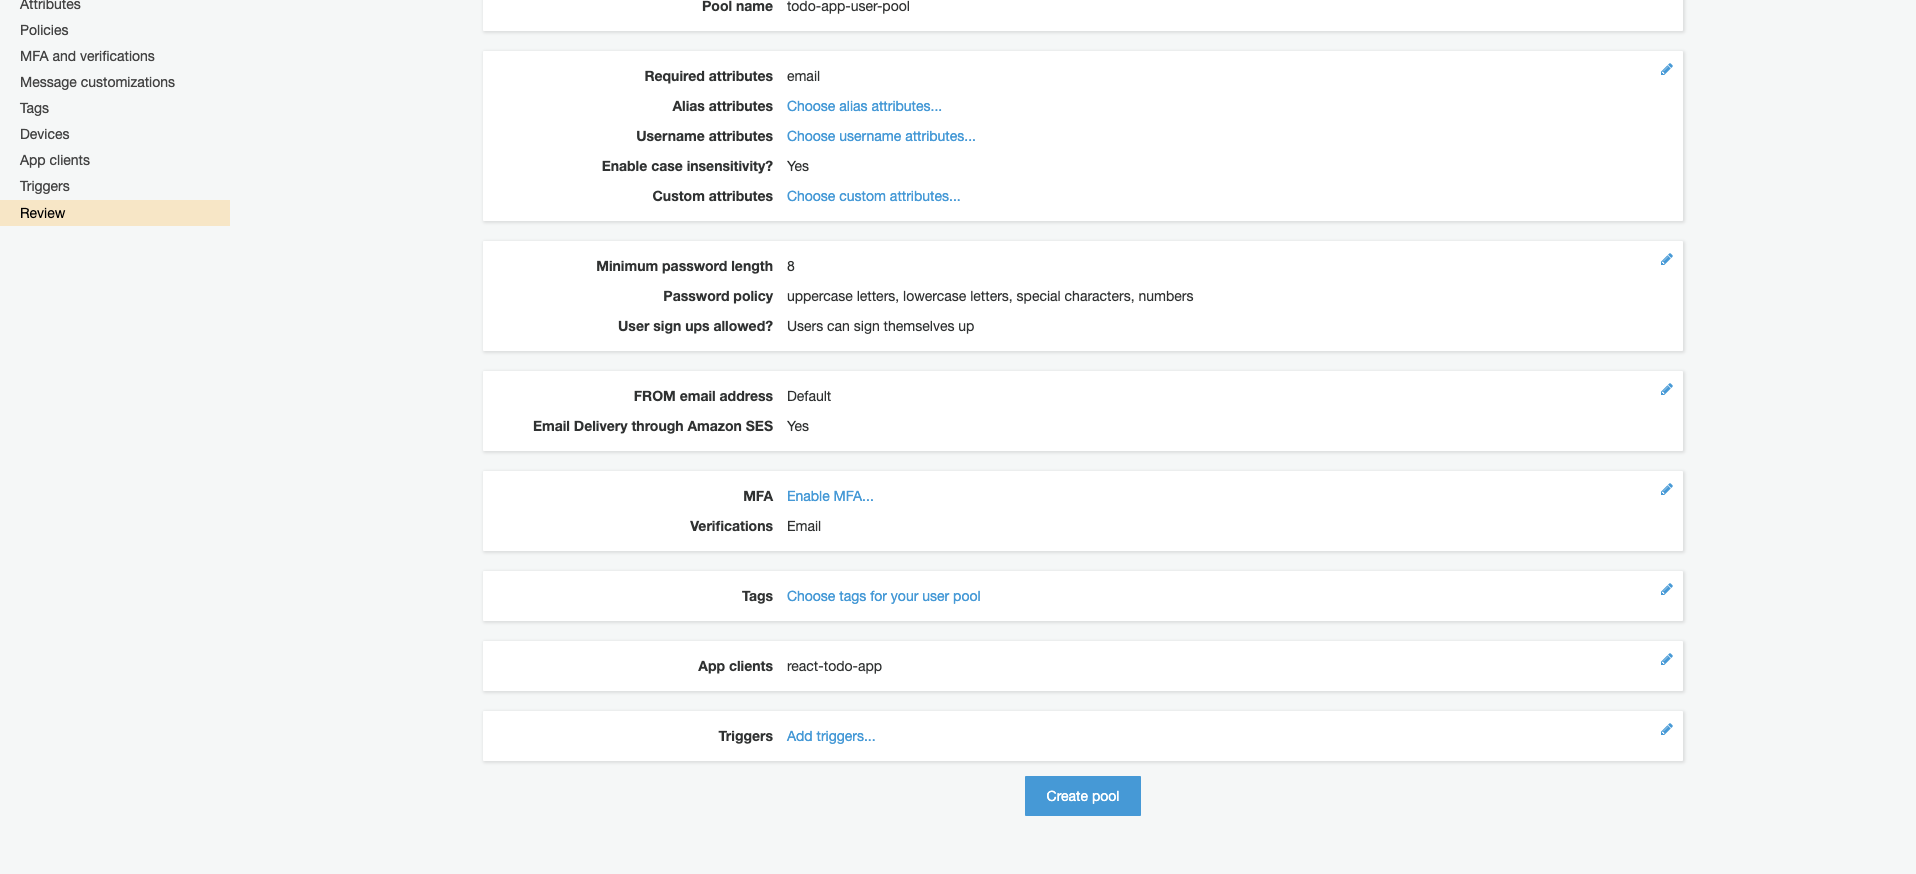 Attributes
Policies
MFA and verifications
Message customizations
Tags
Devices
App clients
Triggers
Review
Pool name todo-app-user-pool
Required attributes email
Alias attributes Choose alias attributes...
Username attributes Choose username attributes...
Enable case insensitivity? Yes
Custom attributes Choose custom attributes...
Minimum password length 8
Password policy uppercase letters, lowercase letters, special characters, numbers
User sign ups allowed? Users can sign themselves up
FROM email address Default
Email Delivery through Amazon SES Yes
MFA Enable MFA...
Verifications Email
Tags Choose tags for your user pool
App clients react-todo-app
Triggers Add triggers...
Create pool